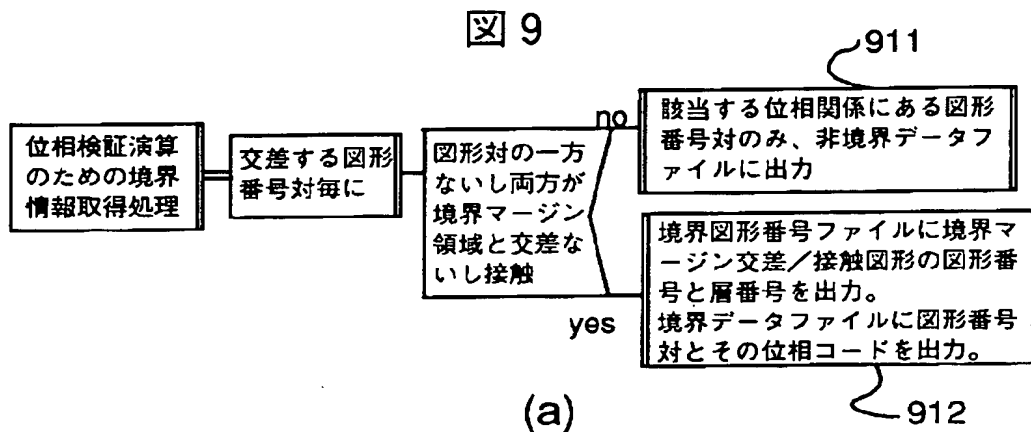 図 9
911
位相検証演算
のための境界
情報取得処理
交差する図形
番号対毎に
図形対の一方
ないし両方が
境界マージン
領域と交差な
いし接触
no
該当する位相関係にある図形
番号対のみ、非境界データフ
ァイルに出力
yes
境界図形番号ファイルに境界マ
ージン交差／接触図形の図形番
号と層番号を出力。
境界データファイルに図形番号
対とその位相コードを出力。
912
(a)